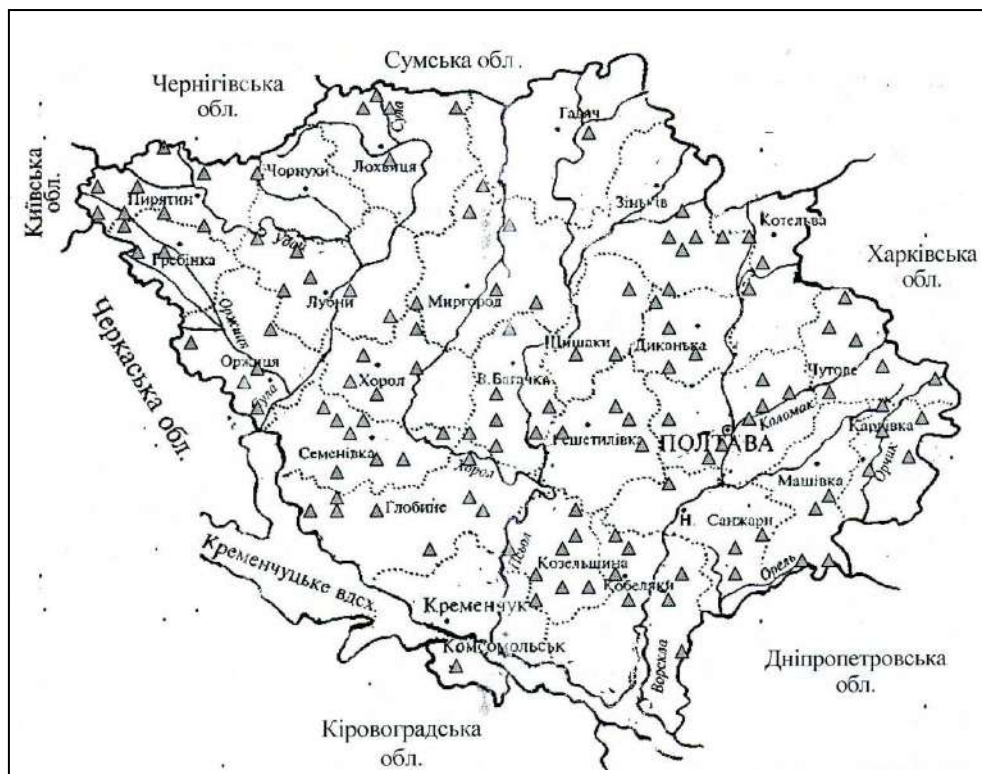 Сумська обл.
Чернігівська
обл.
Київська
обл.
Гадяч
Сула
Лохвиця
Чорнухи
Пирятин
Зіньків
Котельва
Удай
Гребінка
Харківська
обл.
Лубни
Миргород
Оржиця
Черкаська обл.
Шишаки
Диканька
Оржиця
Чутове
Хорол
В.Багачка
Сула
Коломак
Решетилівка
ПОЛТАВА
Карлівка
Семенівка
Хорол
Орчик
Машівка
Глобине
Н. Санжари
Кременчуцьке вдсх.
Псьол
Козельщина
Орель
Кобеляки
Кременчук
Комсомольськ
Ворскла
Дніпропетровська
обл.
Кіровоградська
обл.